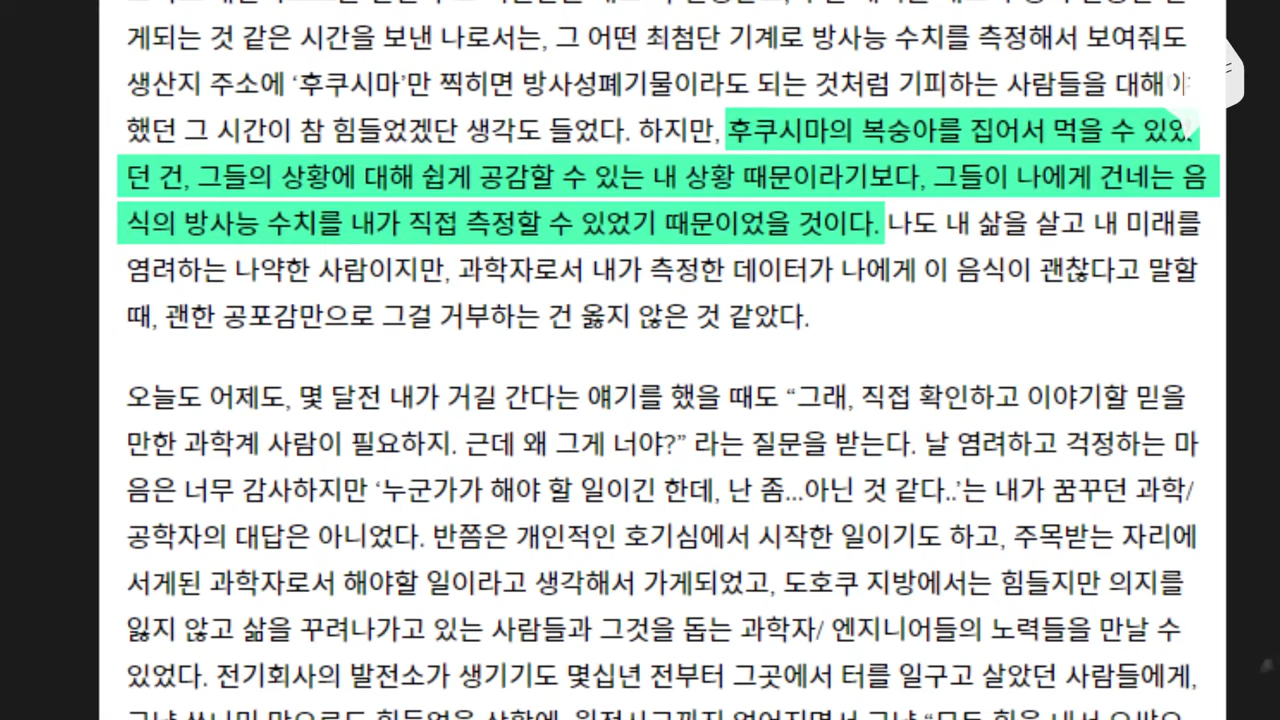 게되는 것 같은 시간을 보낸 나로서는, 그 어떤 최첨단 기계로 방사능 수치를 측정해서 보여줘도
생산지 주소에 ‘후쿠시마’만 찍히면 방사성폐기물이라도 되는 것처럼 기피하는 사람들을 대해야
했던 그 시간이 참 힘들었겠단 생각도 들었다. 하지만, 후쿠시마의 복숭아를 집어서 먹을 수 있었
던 건, 그들의 상황에 대해 쉽게 공감할 수 있는 내 상황 때문이라기보다, 그들이 나에게 건네는 음
식의 방사능 수치를 내가 직접 측정할 수 있었기 때문이었을 것이다. 나도 내 삶을 살고 내 미래를
염려하는 나약한 사람이지만, 과학자로서 내가 측정한 데이터가 나에게 이 음식이 괜찮다고 말할
때, 괜한 공포감만으로 그걸 거부하는 건 옳지 않은 것 같았다.
오늘도 어제도, 몇 달전 내가 거길 간다는 얘기를 했을 때도 “그래, 직접 확인하고 이야기할 믿을
만한 과학계 사람이 필요하지. 근데 왜 그게 너야?” 라는 질문을 받는다. 날 염려하고 걱정하는 마
음은 너무 감사하지만 ‘누군가가 해야 할 일이긴 한데, 난 좀...아닌 것 같다..’는 내가 꿈꾸던 과학/
공학자의 대답은 아니었다. 반쯤은 개인적인 호기심에서 시작한 일이기도 하고, 주목받는 자리에
서게된 과학자로서 해야할 일이라고 생각해서 가게되었고, 도호쿠 지방에서는 힘들지만 의지를
잃지 않고 삶을 꾸려나가고 있는 사람들과 그것을 돕는 과학자/ 엔지니어들의 노력들을 만날 수
있었다. 전기회사의 발전소가 생기기도 몇십년 전부터 그곳에서 터를 일구고 살았던 사람들에게,